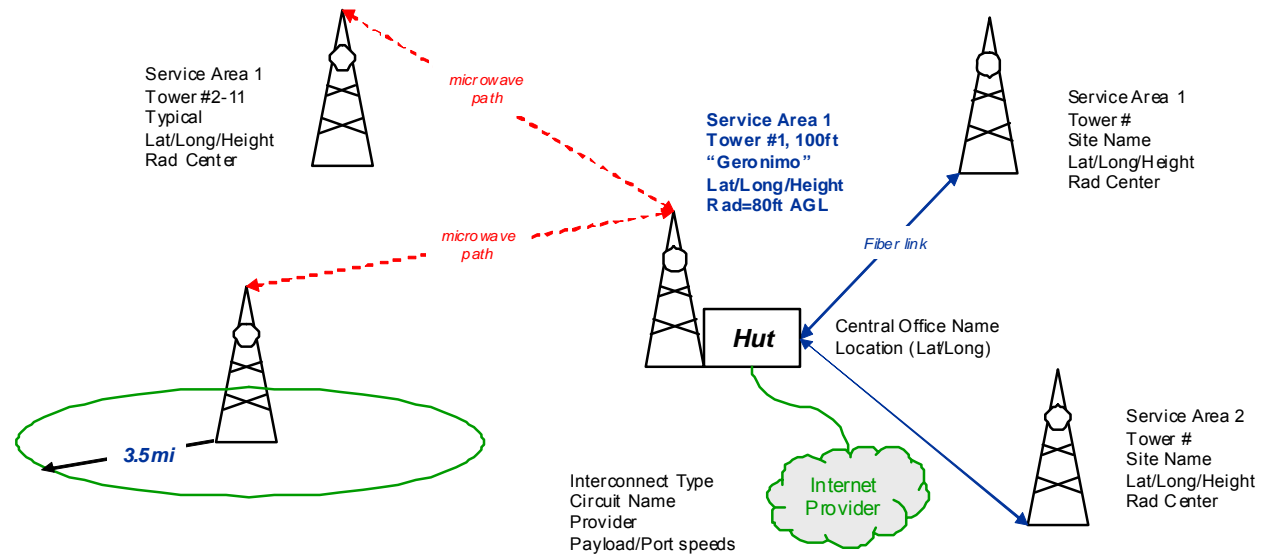 Service Area 1
Tower #2-11
Typical
Lat/Long/Height
Rad Center
microwave
path
Service Area 1
Tower #1, 100ft
“Geronimo”
Lat/Long/Height
Rad=80ft AGL
Service Area 1
Tower #
Site Name
Lat/Long/Height
Rad Center
microwave
path
Fiber link
Hut
Central Office Name
Location (Lat/Long)
3.5mi
Service Area 2
Tower #
Site Name
Lat/Long/Height
Rad Center
Interconnect Type
Circuit Name
Provider
Payload/Port speeds
Internet
Provider